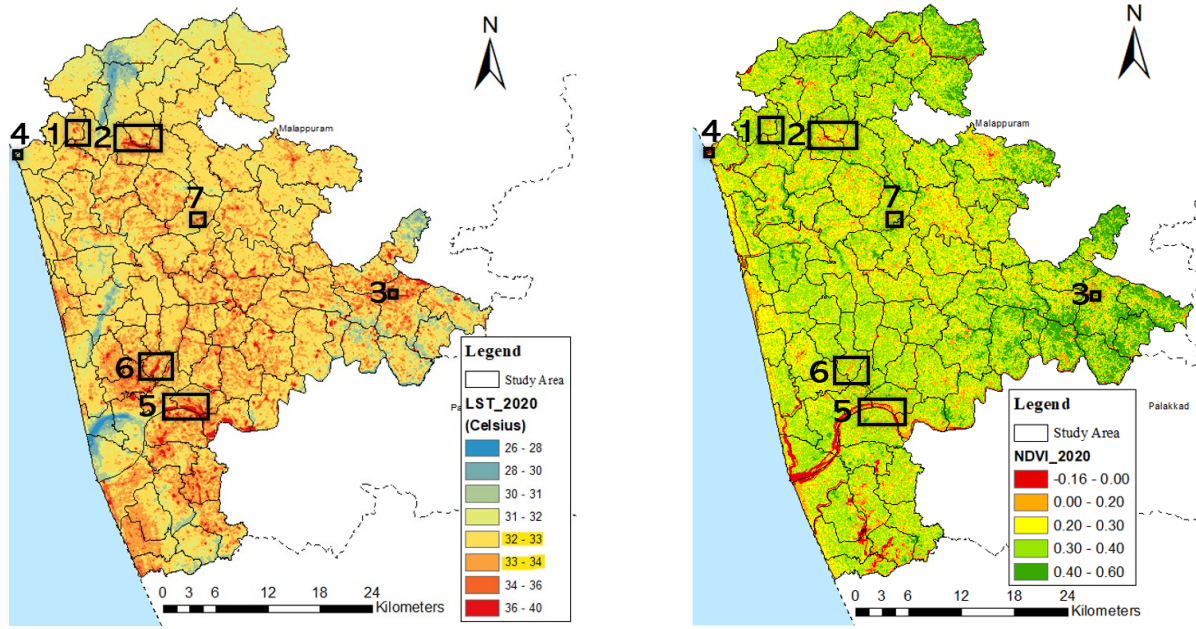 N
Malappuram
4
1
2
7
3
6
5
Pa
Legend
Study Area
LST_2020
(Celsius)
26 - 28
28 - 30
30 - 31
31 - 32
32 - 33
33 - 34
34 - 36
36 - 40
0 3 6 12 18 24
Kilometers
N
Malappuram
4
1
2
7
3
6
5
Palakkad
Legend
Study Area
NDVI_2020
-0.16 - 0.00
0.00 - 0.20
0.20 - 0.30
0.30 - 0.40
0.40 - 0.60
0 3 6 12 18 24
Kilometers